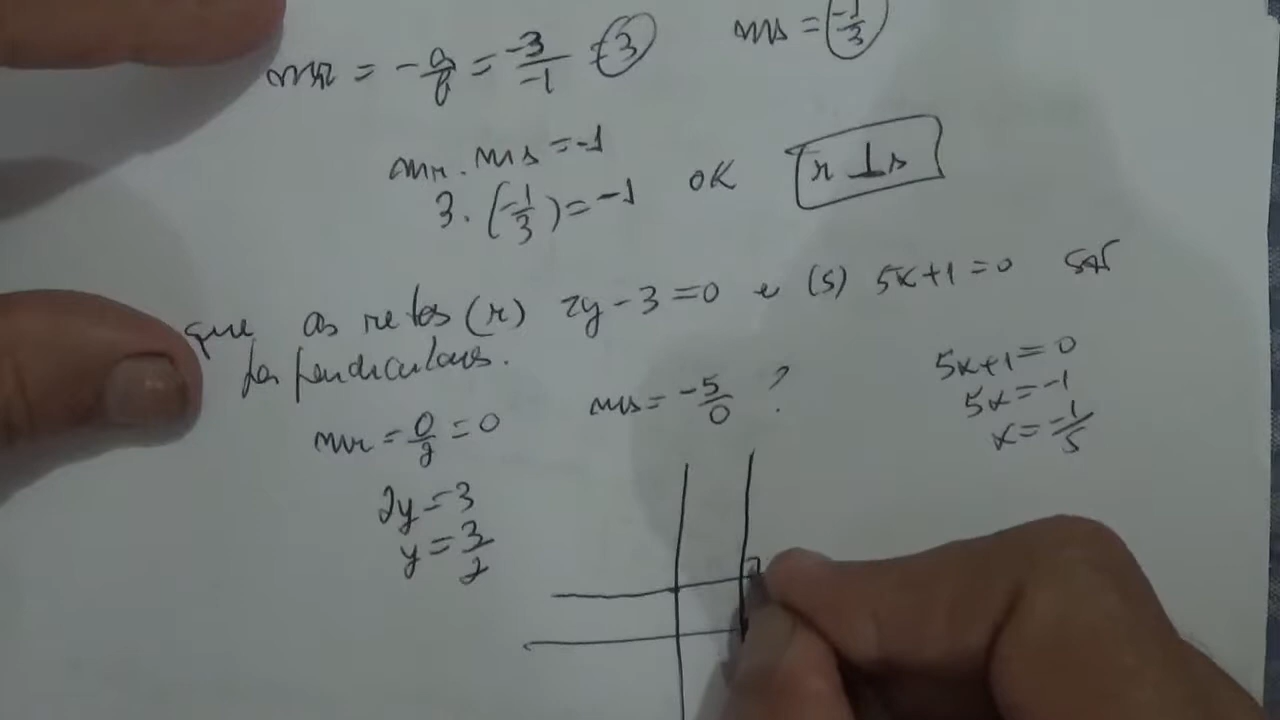 mr = -a/b = -3/-1 = 3 ms = -1/3
mr . ms = -1
3 . (-1/3) = -1 OK r ⊥ s
que as retas (r) 2y - 3 = 0 e (s) 5x + 1 = 0 são
perpendiculares.
mr = 0/2 = 0 ms = -5/0 ? 5x + 1 = 0
5x = -1
x = -1/5
2y = 3
y = 3/2